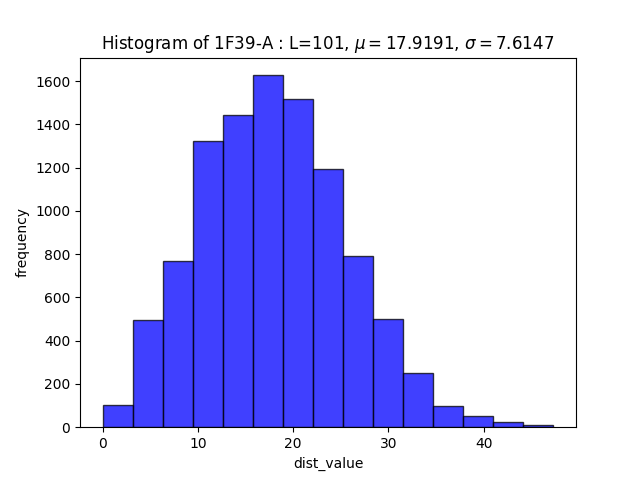 Histogram of 1F39-A : L=101, μ = 17.9191, σ = 7.6147
1600
1400
1200
1000
800
600
400
200
0
frequency
0 10 20 30 40
dist_value